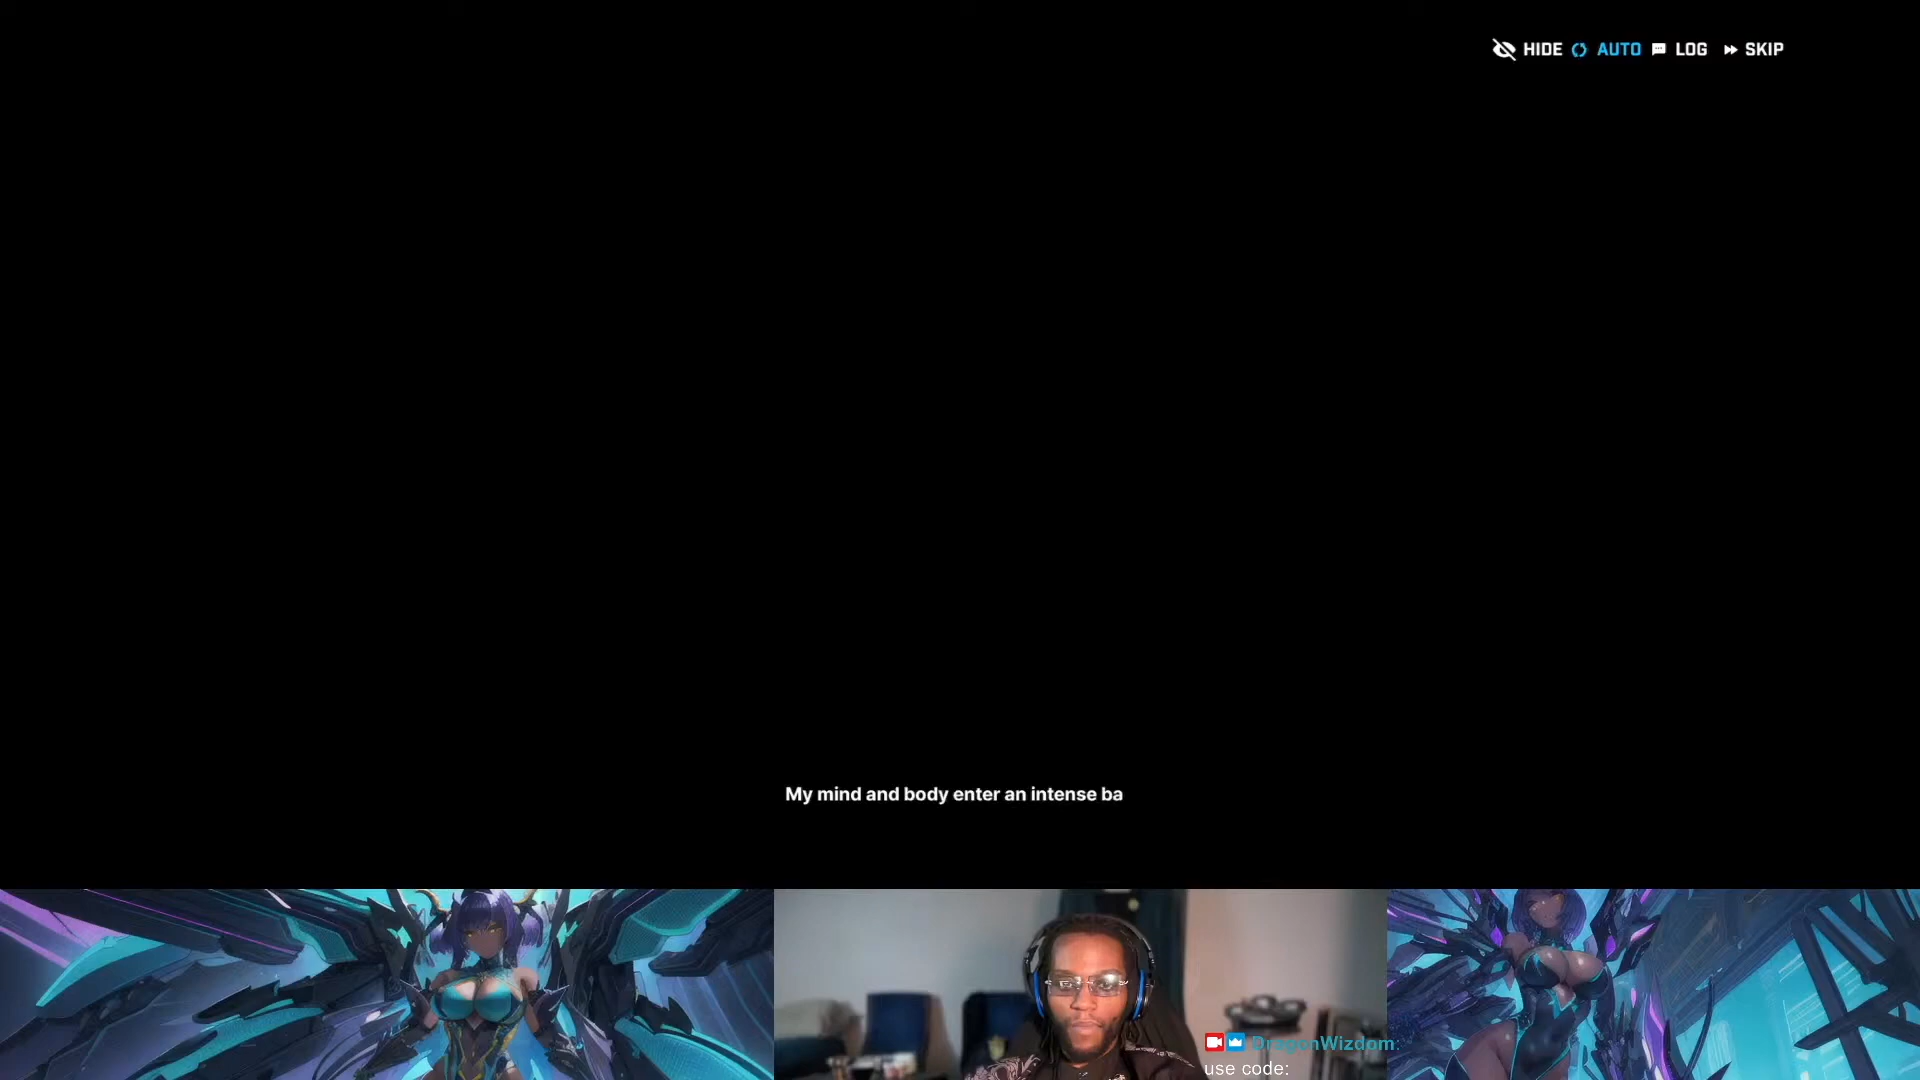 HIDE AUTO LOG SKIP
My mind and body enter an intense ba
DragonWizdom:
use code: